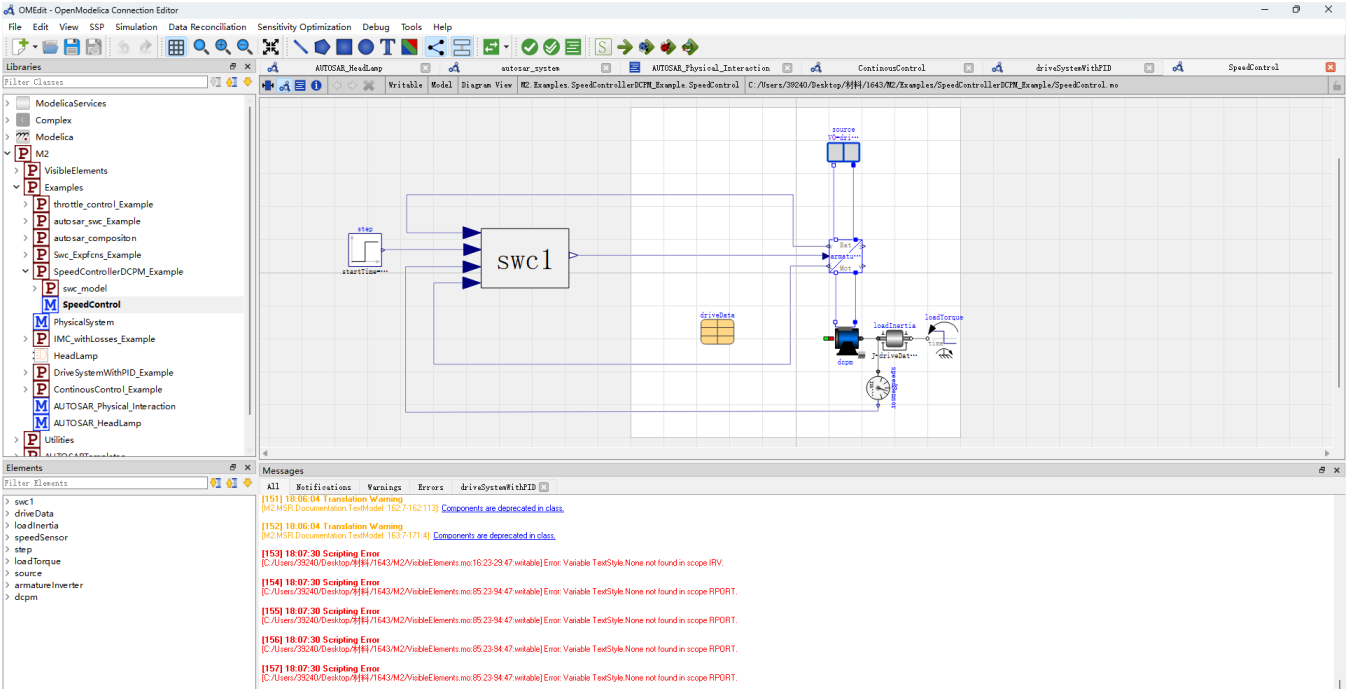 OMEdit - OpenModelica Connection Editor
File Edit View SSP Simulation Data Reconciliation Sensitivity Optimization Debug Tools Help
Libraries
AUTOSAR_HeadLamp
autosar_system
AUTOSAR_Physical_Interaction
ContinousControl
driveSystemWithPID
SpeedControl
Filter Classes
Writable Model Diagram View M2.Examples.SpeedControllerDCPM_Example.SpeedControl C:/Users/39240/Desktop/材料/1643/M2/Examples/SpeedControllerDCPM_Example/SpeedControl.mo
ModelicaServices
Complex
Modelica
M2
VisibleElements
Examples
throttle_control_Example
autosar_swc_Example
autosar_compositon
Swc_Expfcns_Example
SpeedControllerDCPM_Example
swc_model
SpeedControl
PhysicalSystem
IMC_withLosses_Example
HeadLamp
DriveSystemWithPID_Example
ContinousControl_Example
AUTOSAR_Physical_Interaction
AUTOSAR_HeadLamp
Utilities
source
V0=dri...
step
startTime=...
swc1
Bat
armatu...
Mot
driveData
loadInertia
loadTorque
time
J=driveDat...
dcpm
speedSensor
Elements
Filter Elements
swc1
driveData
loadInertia
speedSensor
step
loadTorque
source
armatureInverter
dcpm
Messages
All Notifications Warnings Errors driveSystemWithPID
[151] 18:06:04 Translation Warning
[M2.MSR.Documentation.TextModel: 162:7-162:113]: Components are deprecated in class.
[152] 18:06:04 Translation Warning
[M2.MSR.Documentation.TextModel: 163:7-171:4]: Components are deprecated in class.
[153] 18:07:30 Scripting Error
[C:/Users/39240/Desktop/材料/1643/M2/VisibleElements.mo:16:23-29:47:writable] Error: Variable TextStyle.None not found in scope IRV.
[154] 18:07:30 Scripting Error
[C:/Users/39240/Desktop/材料/1643/M2/VisibleElements.mo:85:23-94:47:writable] Error: Variable TextStyle.None not found in scope RPORT.
[155] 18:07:30 Scripting Error
[C:/Users/39240/Desktop/材料/1643/M2/VisibleElements.mo:85:23-94:47:writable] Error: Variable TextStyle.None not found in scope RPORT.
[156] 18:07:30 Scripting Error
[C:/Users/39240/Desktop/材料/1643/M2/VisibleElements.mo:85:23-94:47:writable] Error: Variable TextStyle.None not found in scope RPORT.
[157] 18:07:30 Scripting Error
[C:/Users/39240/Desktop/材料/1643/M2/VisibleElements.mo:85:23-94:47:writable] Error: Variable TextStyle.None not found in scope RPORT.